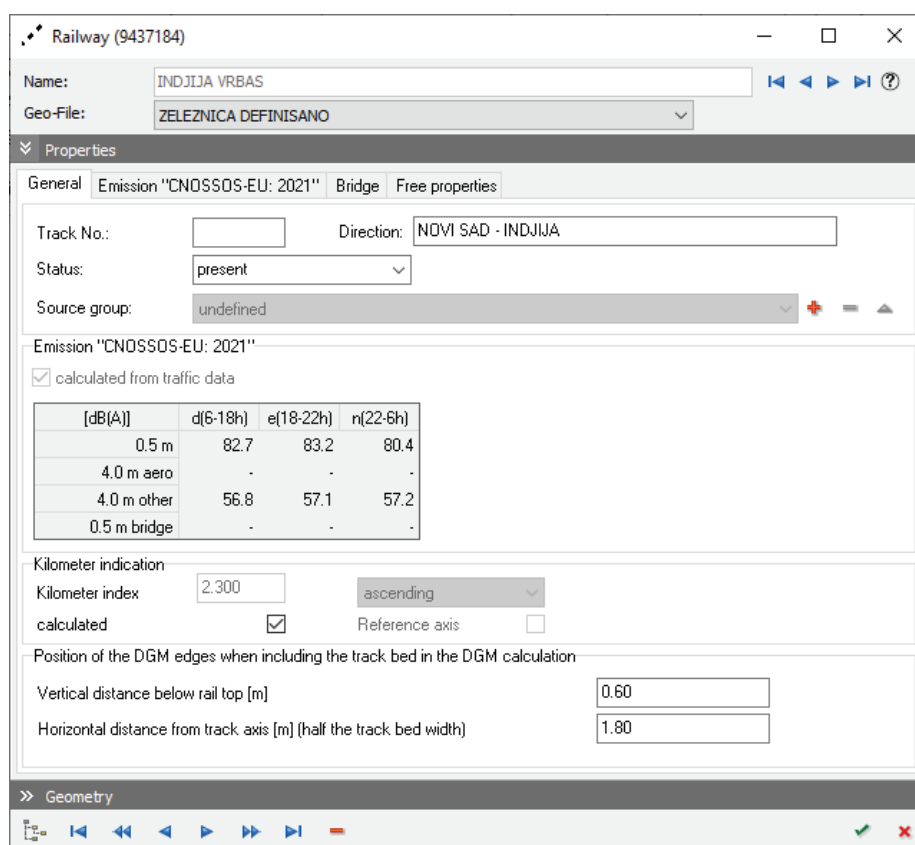 Railway (9437184)
Name: INDJIJA VRBAS
Geo-File: ZELEZNICA DEFINISANO
Properties
General Emission "CNOSSOS-EU: 2021" Bridge Free properties
Track No.: Direction: NOVI SAD - INDJIJA
Status: present
Source group: undefined
Emission "CNOSSOS-EU: 2021"
calculated from traffic data
[dB(A)] d(6-18h) e(18-22h) n(22-6h)
0.5 m 82.7 83.2 80.4
4.0 m aero - - -
4.0 m other 56.8 57.1 57.2
0.5 m bridge - - -
Kilometer indication
Kilometer index 2.300 ascending
calculated Reference axis
Position of the DGM edges when including the track bed in the DGM calculation
Vertical distance below rail top [m] 0.60
Horizontal distance from track axis [m] (half the track bed width) 1.80
Geometry